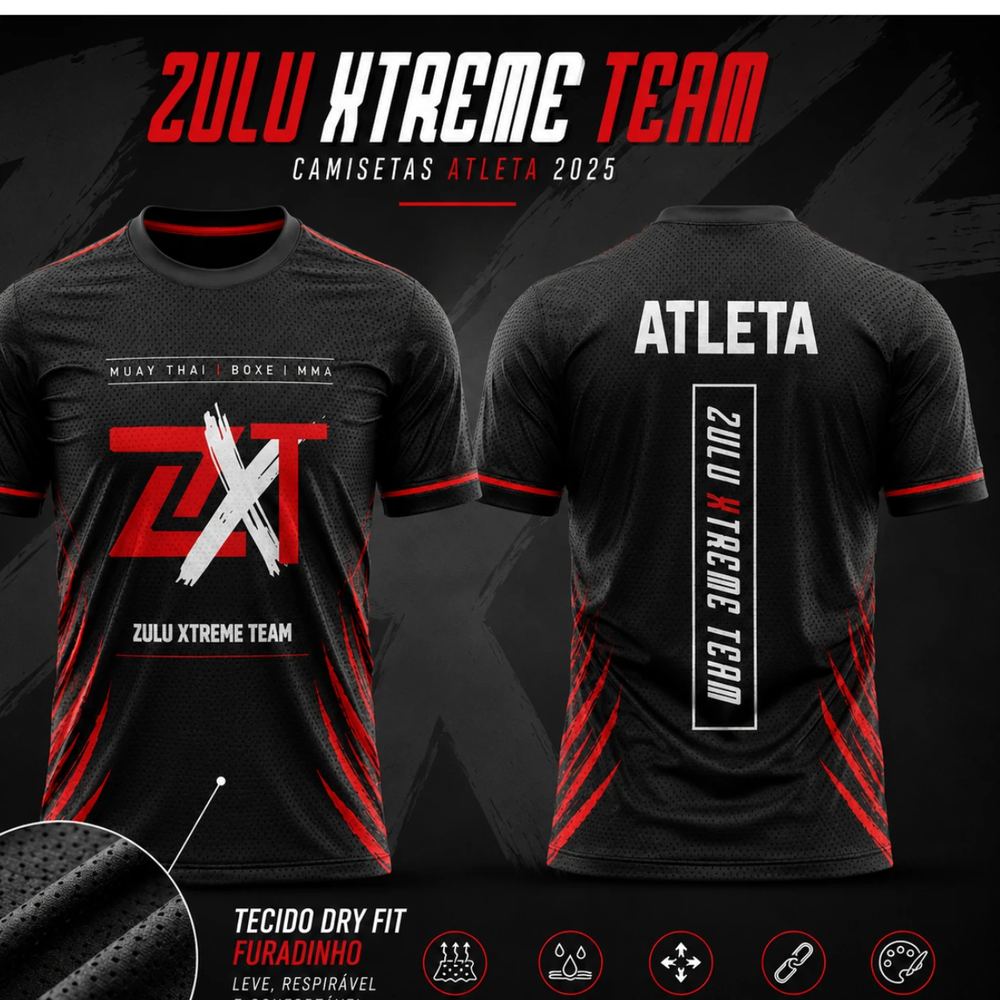 ZULU XTREME TEAM
CAMISETAS ATLETA 2025
MUAY THAI | BOXE | MMA
ZXT
ZULU XTREME TEAM
ATLETA
ZULU XTREME TEAM
TECIDO DRY FIT
FURADINHO
LEVE, RESPIRÁVEL